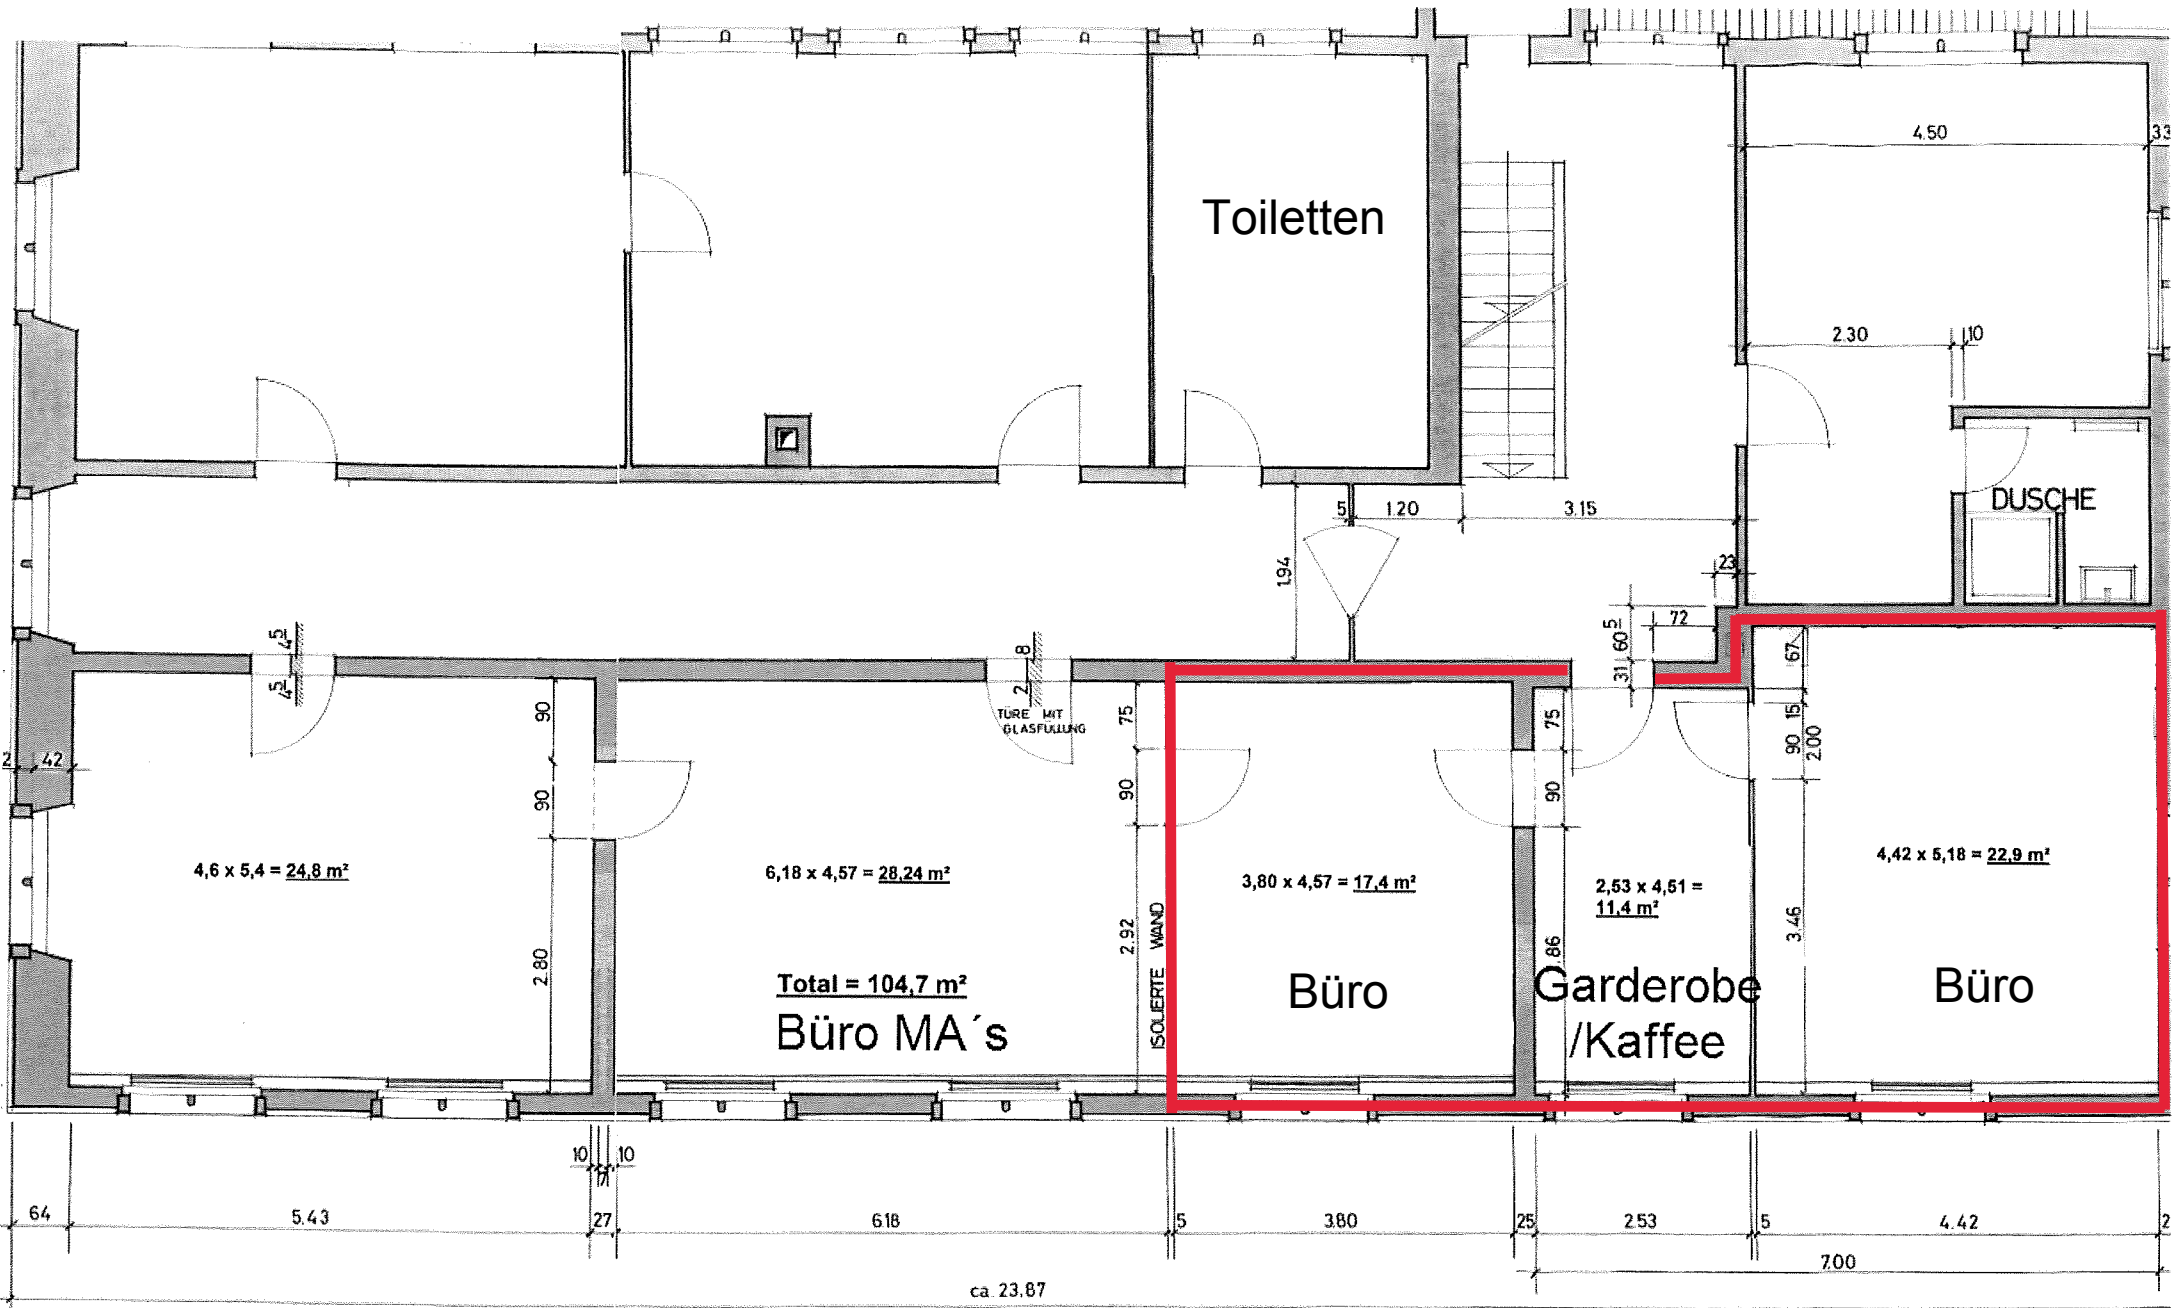 4.50
33
Toiletten
2.30
10
DUSCHE
5
1.20
3.15
1.94
23
72
60
5
31
67
4
5
4
5
8
2
TÜRE MIT
GLASFÜLLUNG
90
90
2.80
75
90
2.92
ISOLIERTE WAND
75
90
.86
15
90
2.00
3.46
2
42
4,6 x 5,4 = 24,8 m²
6,18 x 4,57 = 28,24 m²
3,80 x 4,57 = 17,4 m²
2,53 x 4,51 =
11,4 m²
4,42 x 5,18 = 22,9 m²
Total = 104,7 m²
Büro MA´s
Büro
Garderobe
/Kaffee
Büro
10
7
10
64
5.43
27
6.18
5
3.80
25
2.53
5
4.42
2
7.00
ca. 23.87